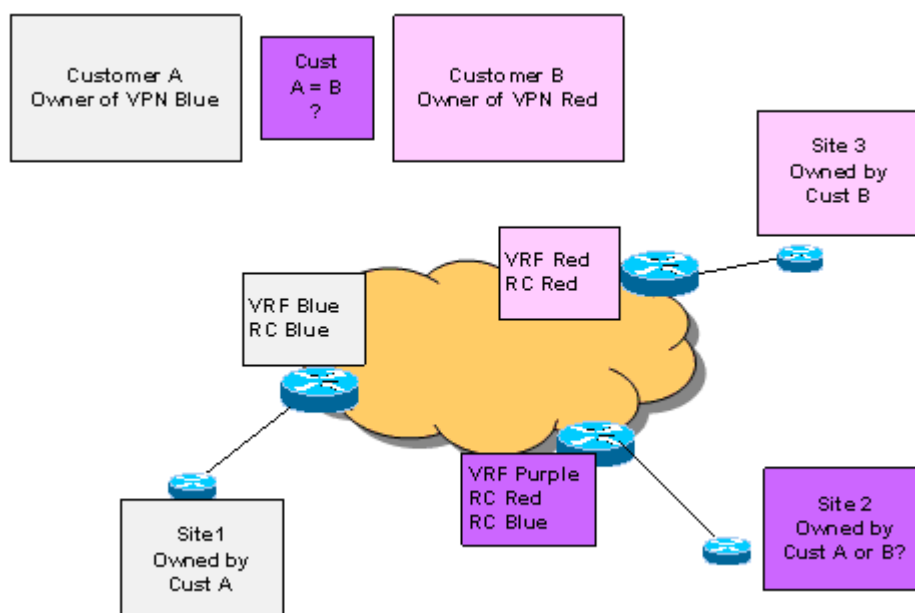 Customer A
Owner of VPN Blue
Cust
A = B
?
Customer B
Owner of VPN Red
Site 3
Owned by
Cust B
VRF Red
RC Red
VRF Blue
RC Blue
VRF Purple
RC Red
RC Blue
Site1
Owned by
Cust A
Site 2
Owned by
Cust A or B?